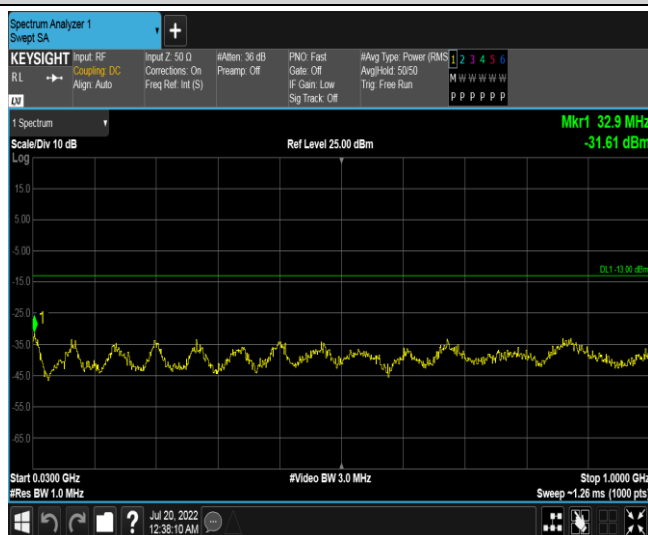 Spectrum Analyzer 1
Swept SA
+
KEYSIGHT
RL
LXI
Input: RF
Coupling: DC
Align: Auto
Input Z: 50 Ω
Corrections: On
Freq Ref: Int (S)
#Atten: 36 dB
Preamp: Off
PNO: Fast
Gate: Off
IF Gain: Low
Sig Track: Off
#Avg Type: Power (RMS
Avg|Hold: 50/50
Trig: Free Run
1 2 3 4 5 6
M W W W W W
P P P P P P
1 Spectrum
Mkr1 32.9 MHz
-31.61 dBm
Scale/Div 10 dB
Ref Level 25.00 dBm
Log
15.0
5.00
-5.00
DL1 -13.00 dBm
-15.0
-25.0
1
-35.0
-45.0
-55.0
-65.0
Start 0.0300 GHz
#Video BW 3.0 MHz
Stop 1.0000 GHz
#Res BW 1.0 MHz
Sweep ~1.26 ms (1000 pts)
?
Jul 20, 2022
12:38:10 AM